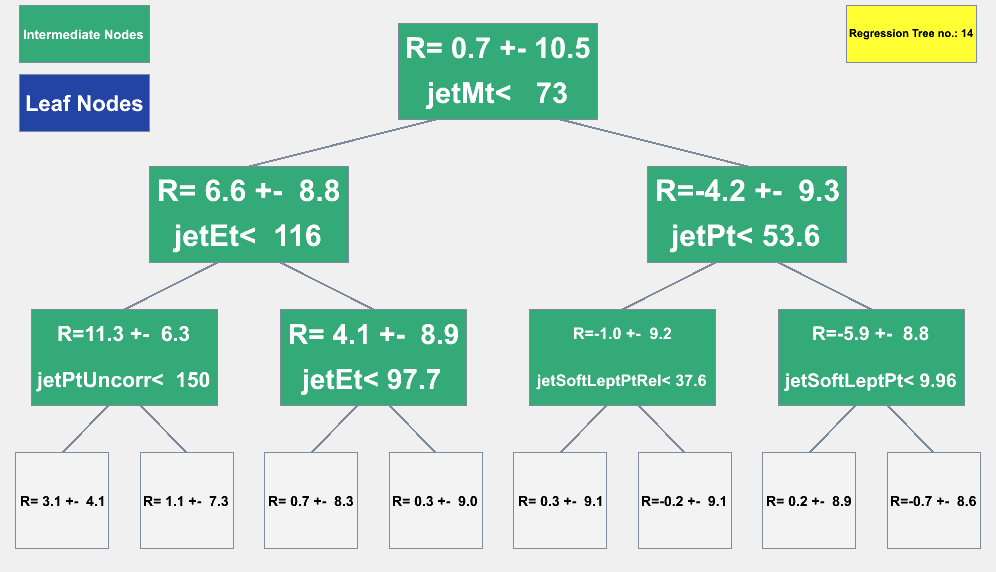 Intermediate Nodes
Leaf Nodes
Regression Tree no.: 14
R= 0.7 +- 10.5
jetMt< 73
R= 6.6 +- 8.8
jetEt< 116
R=-4.2 +- 9.3
jetPt< 53.6
R=11.3 +- 6.3
jetPtUncorr< 150
R= 4.1 +- 8.9
jetEt< 97.7
R=-1.0 +- 9.2
jetSoftLeptPtRel< 37.6
R=-5.9 +- 8.8
jetSoftLeptPt< 9.96
R= 3.1 +- 4.1
R= 1.1 +- 7.3
R= 0.7 +- 8.3
R= 0.3 +- 9.0
R= 0.3 +- 9.1
R=-0.2 +- 9.1
R= 0.2 +- 8.9
R=-0.7 +- 8.6